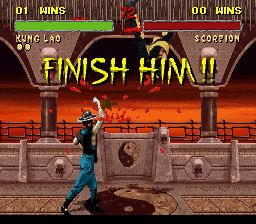 01 WINS 00 WINS
KUNG LAO SCORPION
FINISH HIM!!